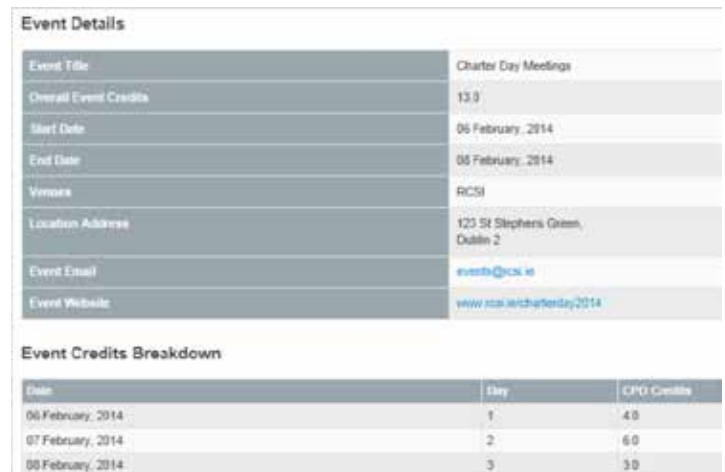 Event Details
Event Title Charter Day Meetings
Overall Event Credits 13.0
Start Date 06 February, 2014
End Date 08 February, 2014
Venues RCSI
Location Address 123 St Stephens Green,
Dublin 2
Event Email events@rcsi.ie
Event Website www.rcsi.ie/charterday2014
Event Credits Breakdown
Date Day CPD Credits
06 February, 2014 1 4.0
07 February, 2014 2 6.0
08 February, 2014 3 3.0